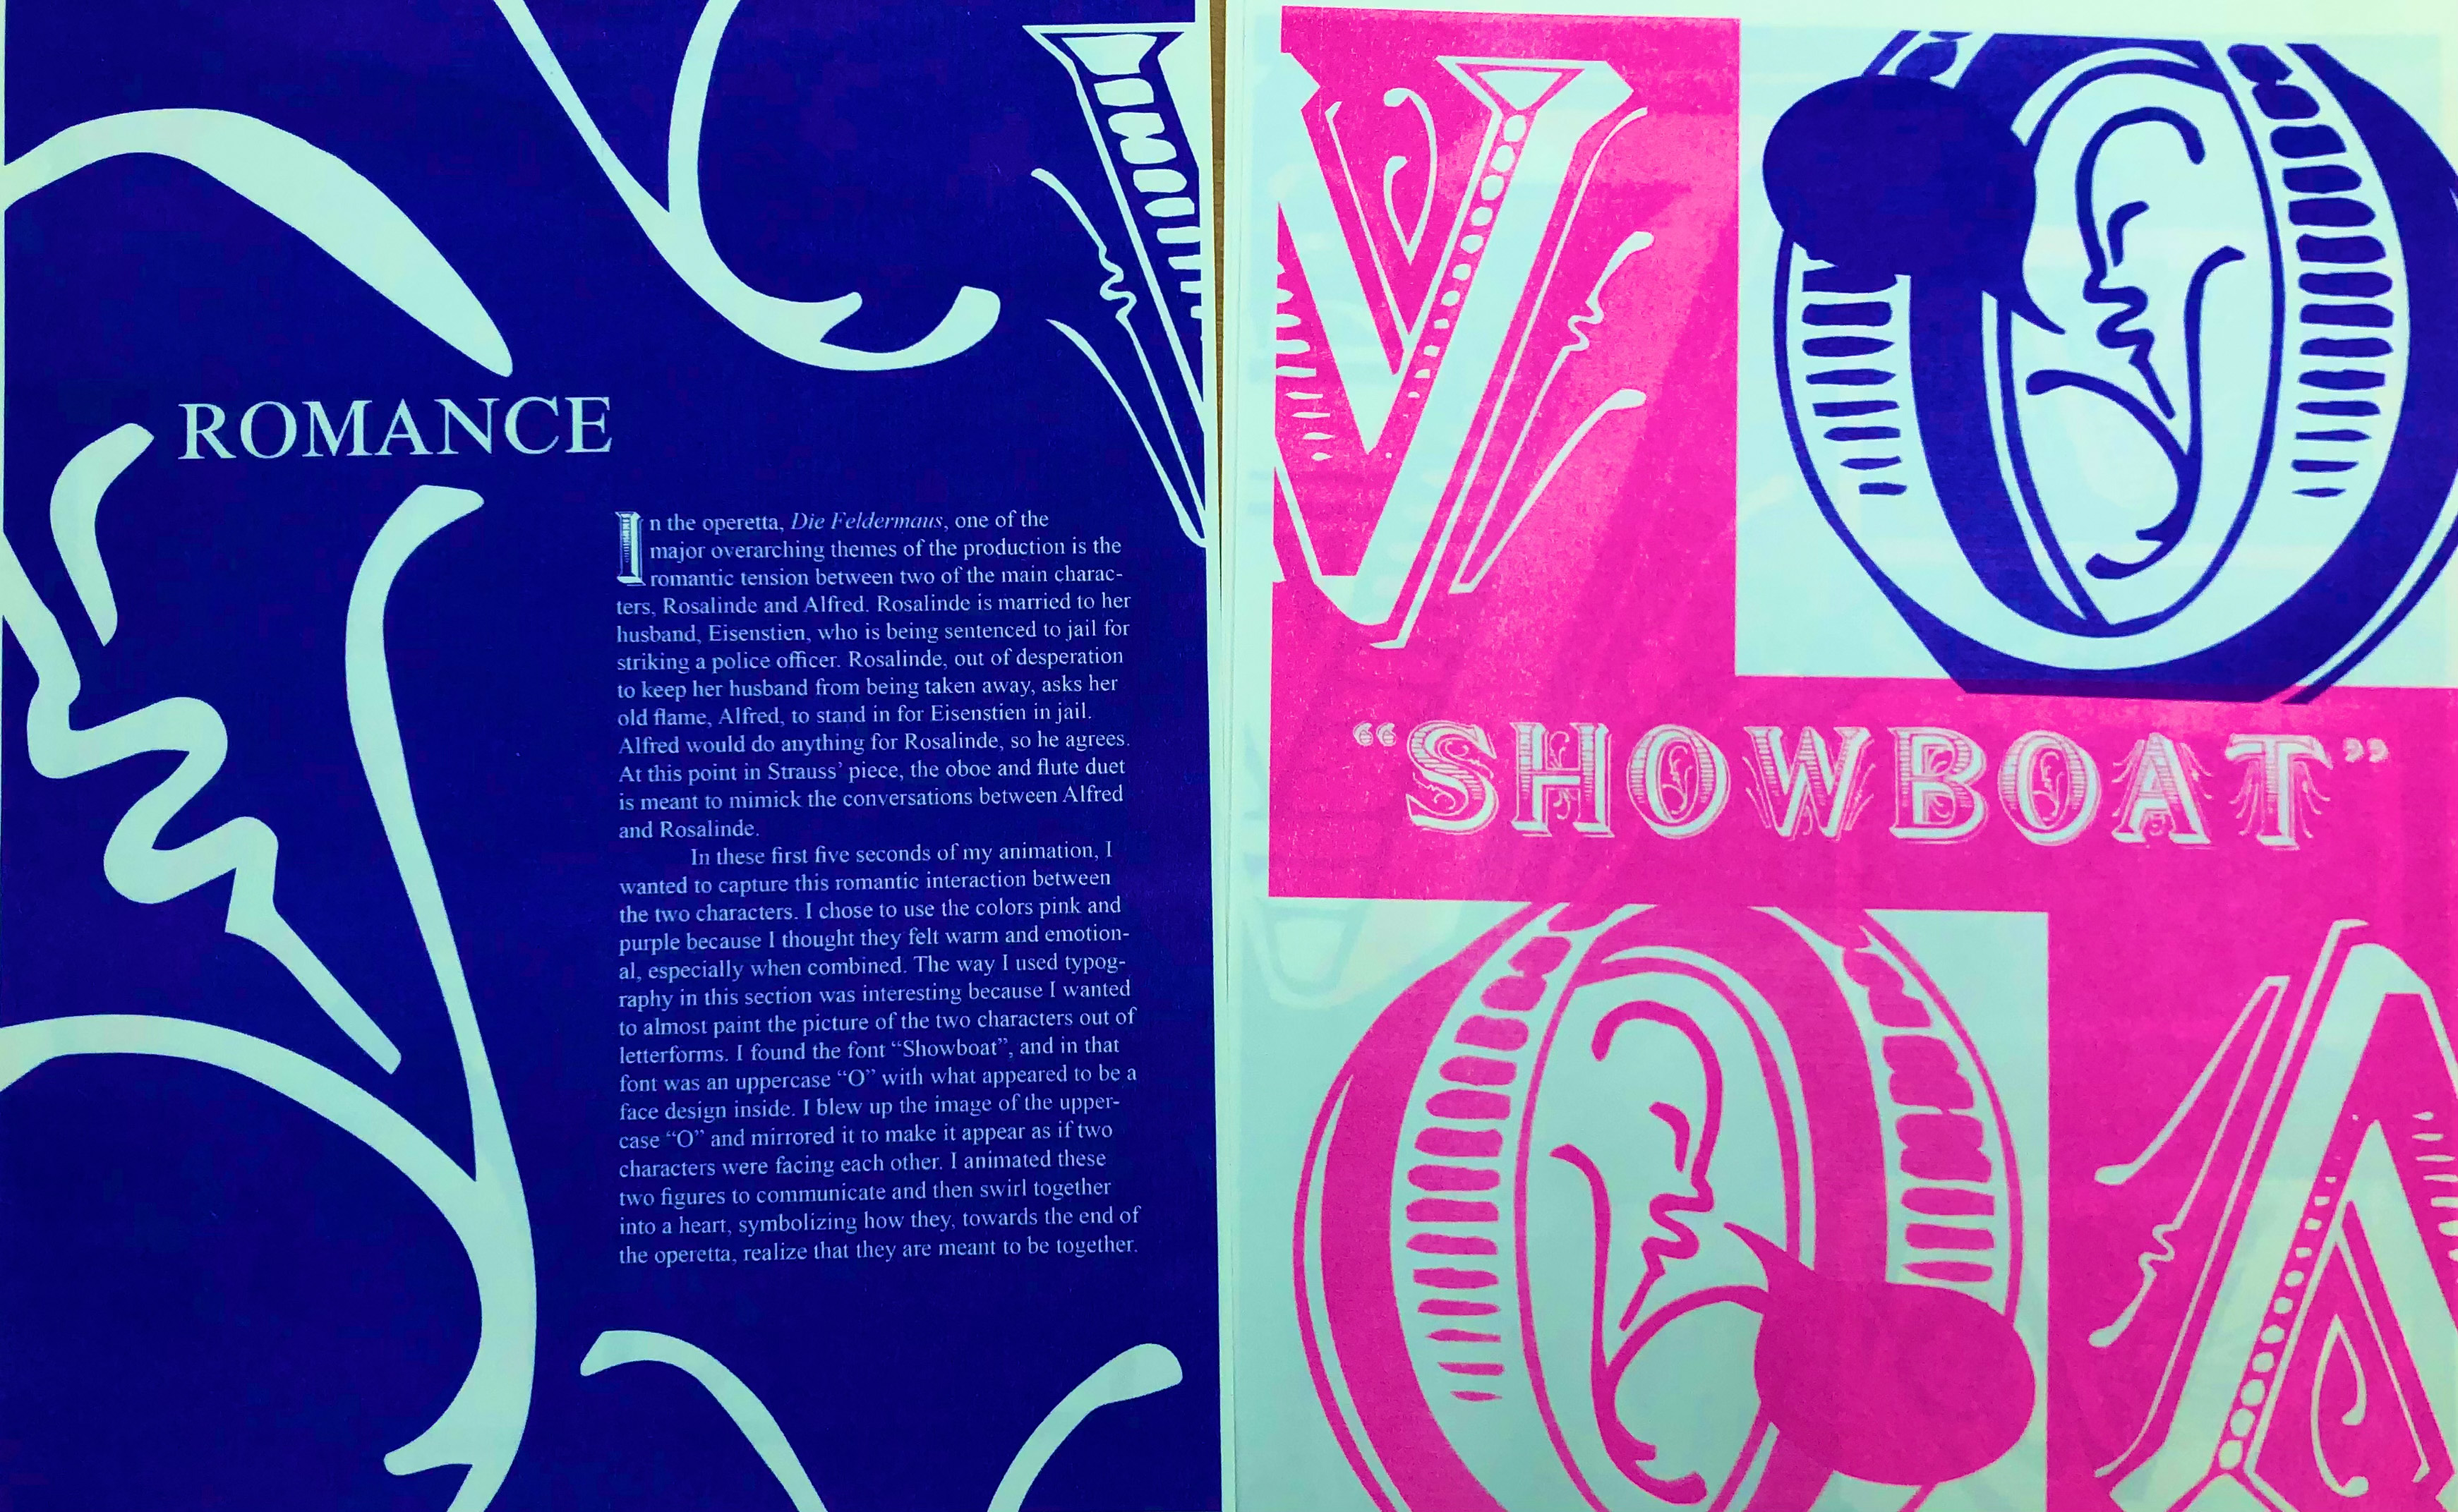 ROMANCE
In the operetta, Die Feldermaus, one of the
major overarching themes of the production is the
romantic tension between two of the main charac-
ters, Rosalinde and Alfred. Rosalinde is married to her
husband, Eisenstien, who is being sentenced to jail for
striking a police officer. Rosalinde, out of desperation
to keep her husband from being taken away, asks her
old flame, Alfred, to stand in for Eisenstien in jail.
Alfred would do anything for Rosalinde, so he agrees.
At this point in Strauss’ piece, the oboe and flute duet
is meant to mimick the conversations between Alfred
and Rosalinde.
In these first five seconds of my animation, I
wanted to capture this romantic interaction between
the two characters. I chose to use the colors pink and
purple because I thought they felt warm and emotion-
al, especially when combined. The way I used typog-
raphy in this section was interesting because I wanted
to almost paint the picture of the two characters out of
letterforms. I found the font “Showboat”, and in that
font was an uppercase “O” with what appeared to be a
face design inside. I blew up the image of the upper-
case “O” and mirrored it to make it appear as if two
characters were facing each other. I animated these
two figures to communicate and then swirl together
into a heart, symbolizing how they, towards the end of
the operetta, realize that they are meant to be together.
W O
“SHOWBOAT”
O A